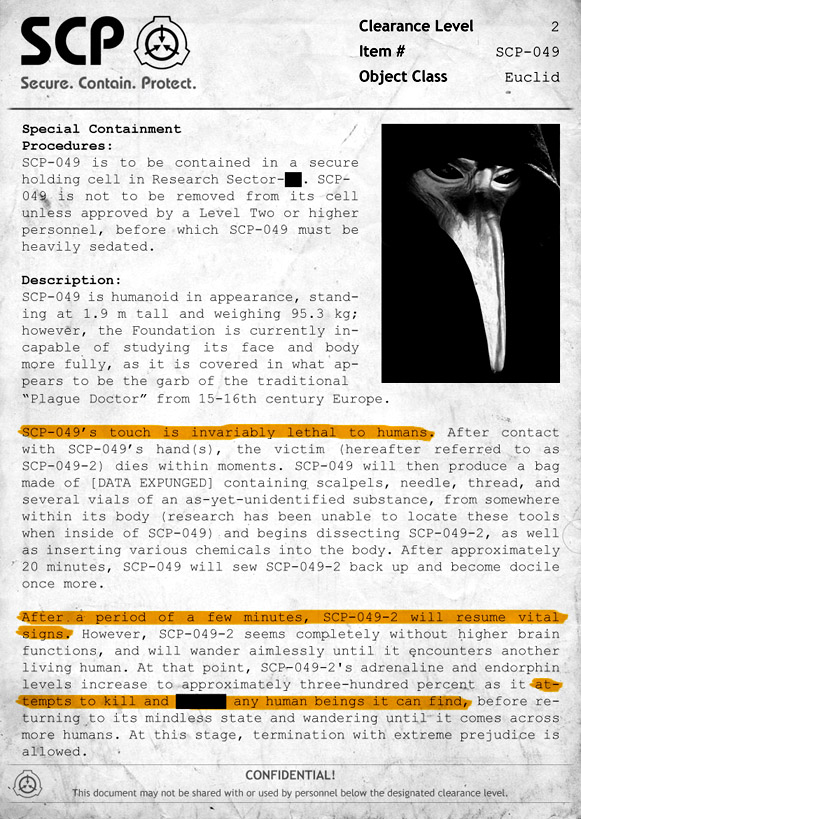 SCP
Secure. Contain. Protect.
Clearance Level 2
Item # SCP-049
Object Class Euclid
Special Containment
Procedures:
SCP-049 is to be contained in a secure
holding cell in Research Sector-. SCP-
049 is not to be removed from its cell
unless approved by a Level Two or higher
personnel, before which SCP-049 must be
heavily sedated.
Description:
SCP-049 is humanoid in appearance, stand-
ing at 1.9 m tall and weighing 95.3 kg;
however, the Foundation is currently in-
capable of studying its face and body
more fully, as it is covered in what ap-
pears to be the garb of the traditional
“Plague Doctor” from 15-16th century Europe.
SCP-049’s touch is invariably lethal to humans. After contact
with SCP-049’s hand(s), the victim (hereafter referred to as
SCP-049-2) dies within moments. SCP-049 will then produce a bag
made of [DATA EXPUNGED] containing scalpels, needle, thread, and
several vials of an as-yet-unidentified substance, from somewhere
within its body (research has been unable to locate these tools
when inside of SCP-049) and begins dissecting SCP-049-2, as well
as inserting various chemicals into the body. After approximately
20 minutes, SCP-049 will sew SCP-049-2 back up and become docile
once more.
After a period of a few minutes, SCP-049-2 will resume vital
signs. However, SCP-049-2 seems completely without higher brain
functions, and will wander aimlessly until it encounters another
living human. At that point, SCP-049-2's adrenaline and endorphin
levels increase to approximately three-hundred percent as it at-
tempts to kill and any human beings it can find, before re-
turning to its mindless state and wandering until it comes across
more humans. At this stage, termination with extreme prejudice is
allowed.
CONFIDENTIAL!
This document may not be shared with or used by personnel below the designated clearance level.